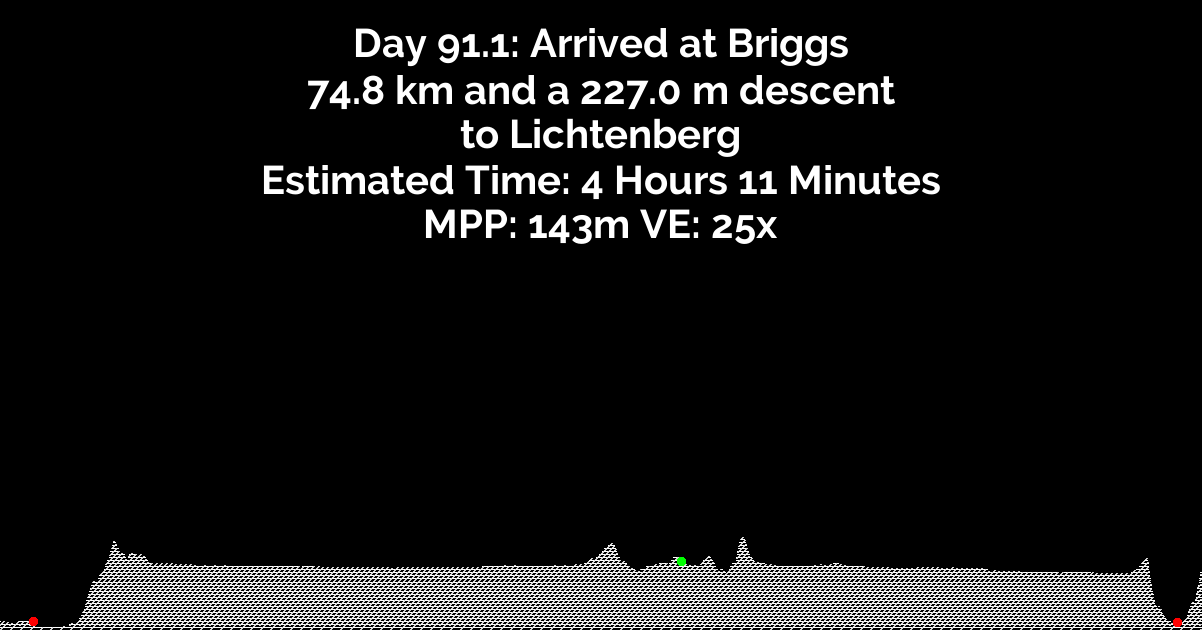 Day 91.1: Arrived at Briggs
74.8 km and a 227.0 m descent
to Lichtenberg
Estimated Time: 4 Hours 11 Minutes
MPP: 143m VE: 25x